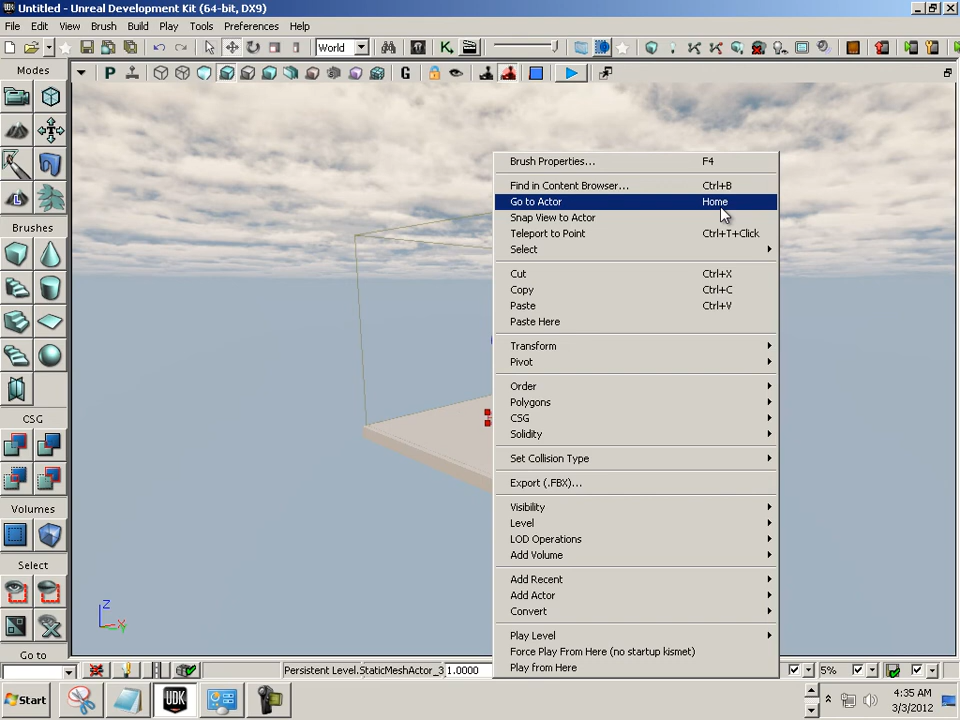 Untitled - Unreal Development Kit (64-bit, DX9)
File Edit View Brush Build Play Tools Preferences Help
World
Modes
P
G
Brushes
CSG
Volumes
Select
Go to
Brush Properties... F4
Find in Content Browser... Ctrl+B
Go to Actor Home
Snap View to Actor
Teleport to Point Ctrl+T+Click
Select
Cut Ctrl+X
Copy Ctrl+C
Paste Ctrl+V
Paste Here
Transform
Pivot
Order
Polygons
CSG
Solidity
Set Collision Type
Export (.FBX)...
Visibility
Level
LOD Operations
Add Volume
Add Recent
Add Actor
Convert
Play Level
Force Play From Here (no startup kismet)
Play from Here
Z
X
Y
Persistent Level.StaticMeshActor_3 1.0000 5%
Start
UDK
4:35 AM
3/3/2012